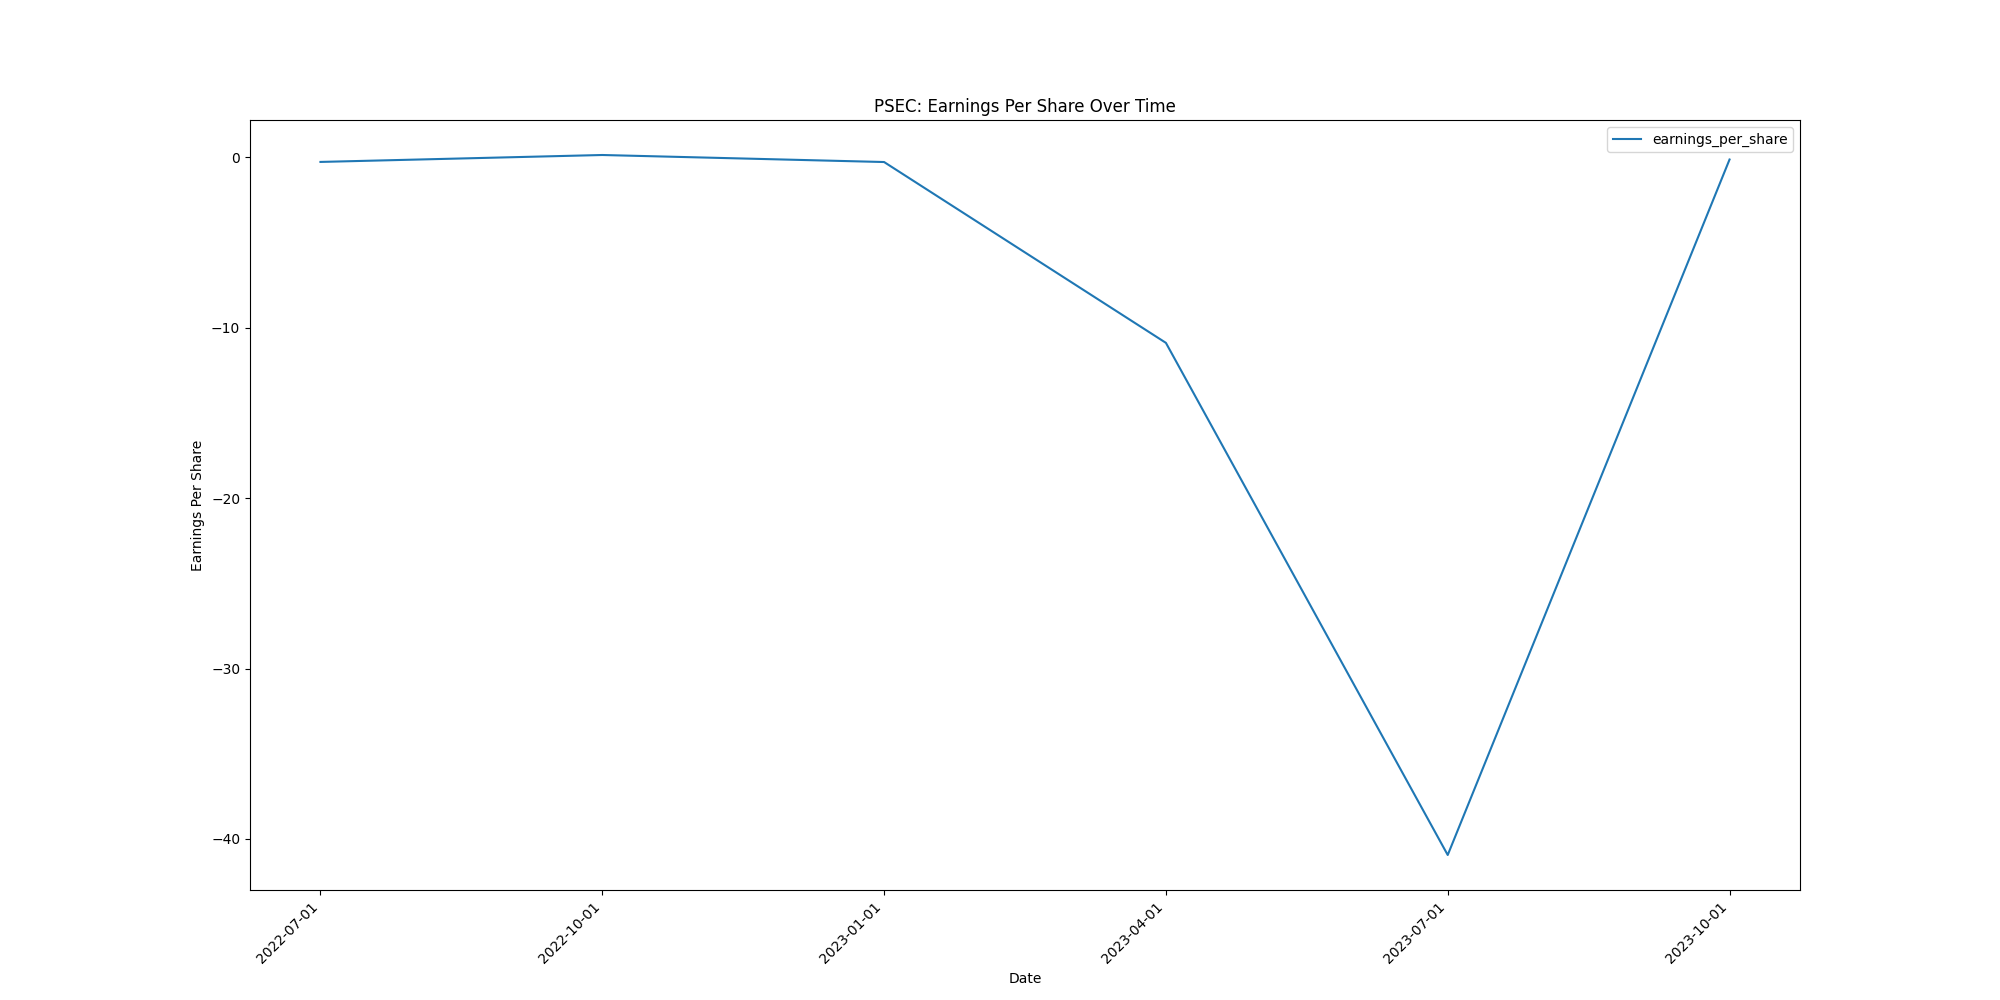 PSEC: Earnings Per Share Over Time
earnings_per_share
0
−10
−20
−30
−40
Earnings Per Share
2022-07-01
2022-10-01
2023-01-01
2023-04-01
2023-07-01
2023-10-01
Date